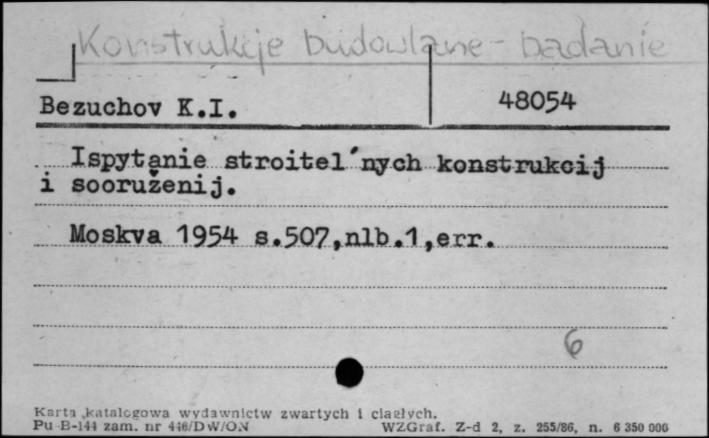 Konstrukcje budowlane - badanie
Bezuchov K.I.
48054
Ispytanie stroitel'nych konstrukcij
i sooruženij.
Moskva 1954 s.507,nlb.1,err.
6
Karta katalogowa wydawnictw zwartych i ciągłych.
Pu-B-144 zam. nr 446/DW/ON
WZGraf. Z-d 2, z. 255/86, n. 6 350 000